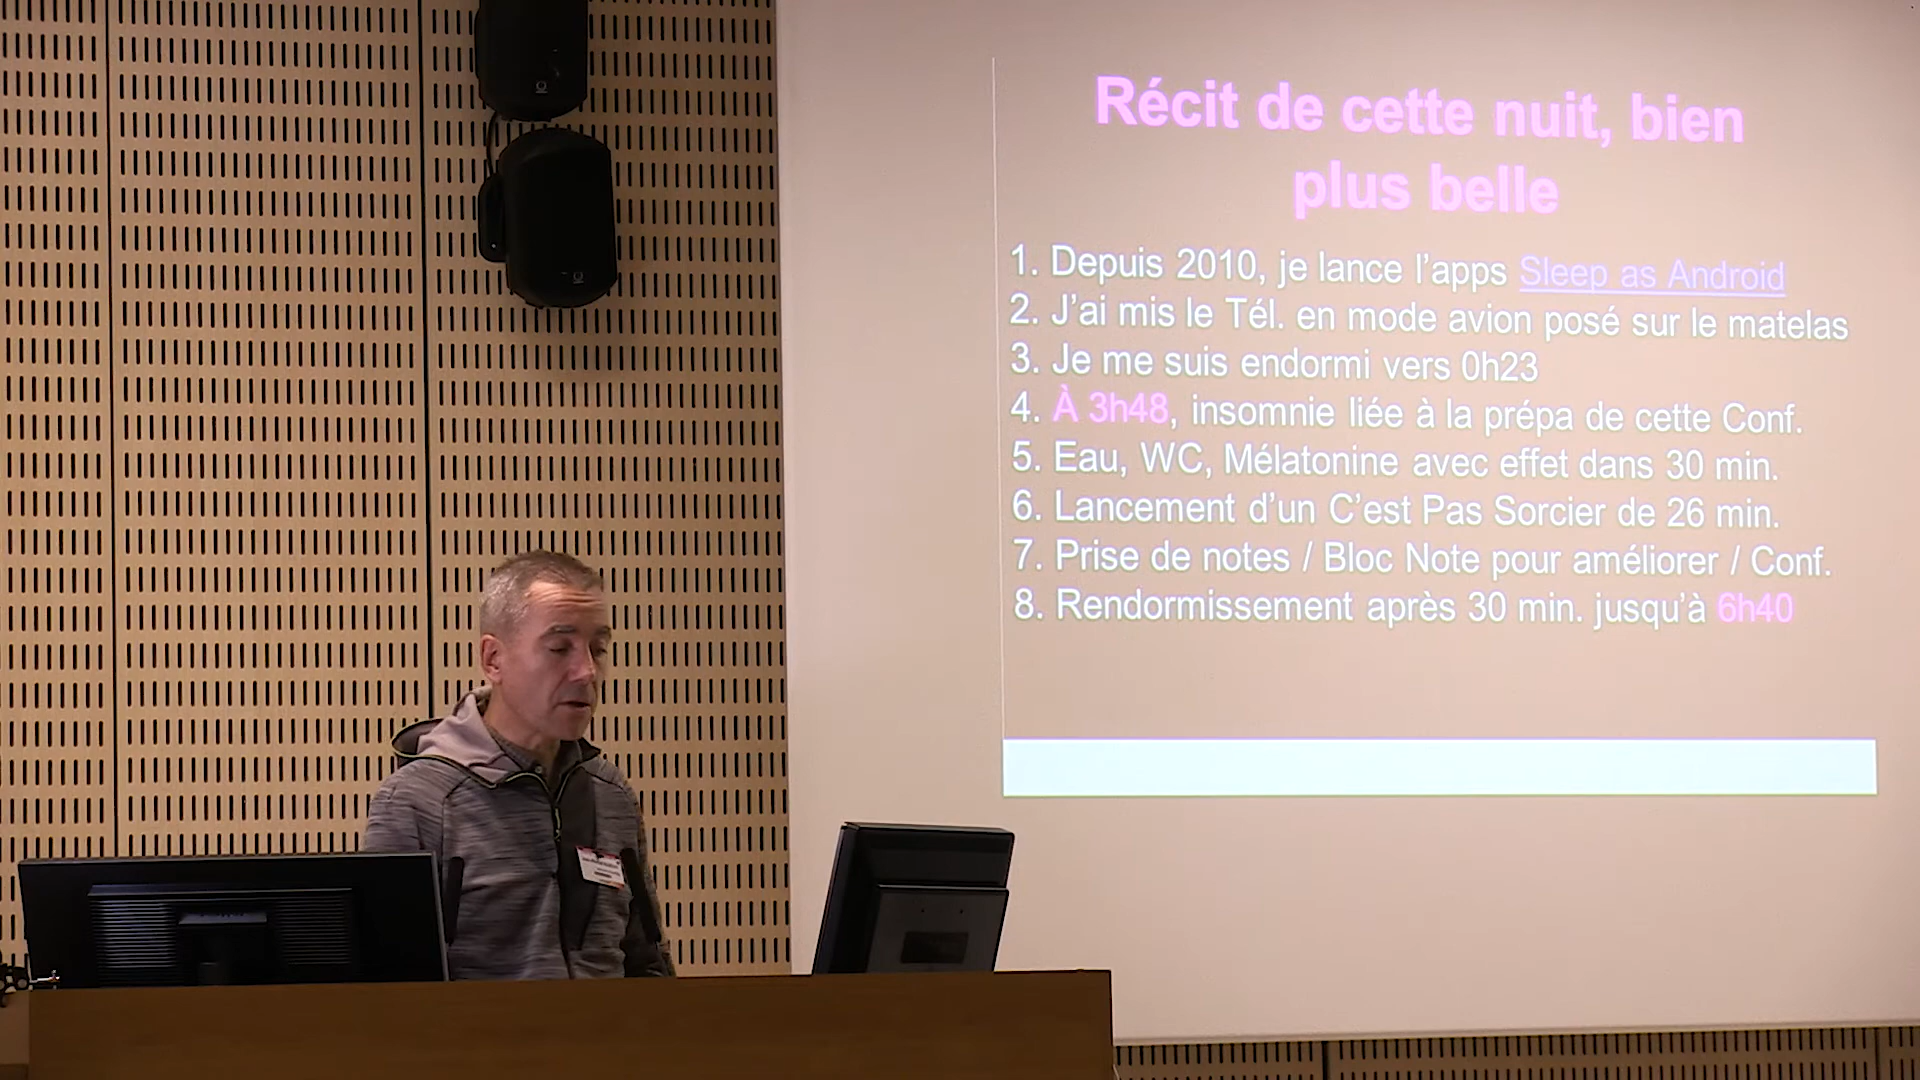 Récit de cette nuit, bien
plus belle
1. Depuis 2010, je lance l’apps Sleep as Android
2. J’ai mis le Tél. en mode avion posé sur le matelas
3. Je me suis endormi vers 0h23
4. À 3h48, insomnie liée à la prépa de cette Conf.
5. Eau, WC, Mélatonine avec effet dans 30 min.
6. Lancement d’un C’est Pas Sorcier de 26 min.
7. Prise de notes / Bloc Note pour améliorer / Conf.
8. Rendormissement après 30 min. jusqu’à 6h40